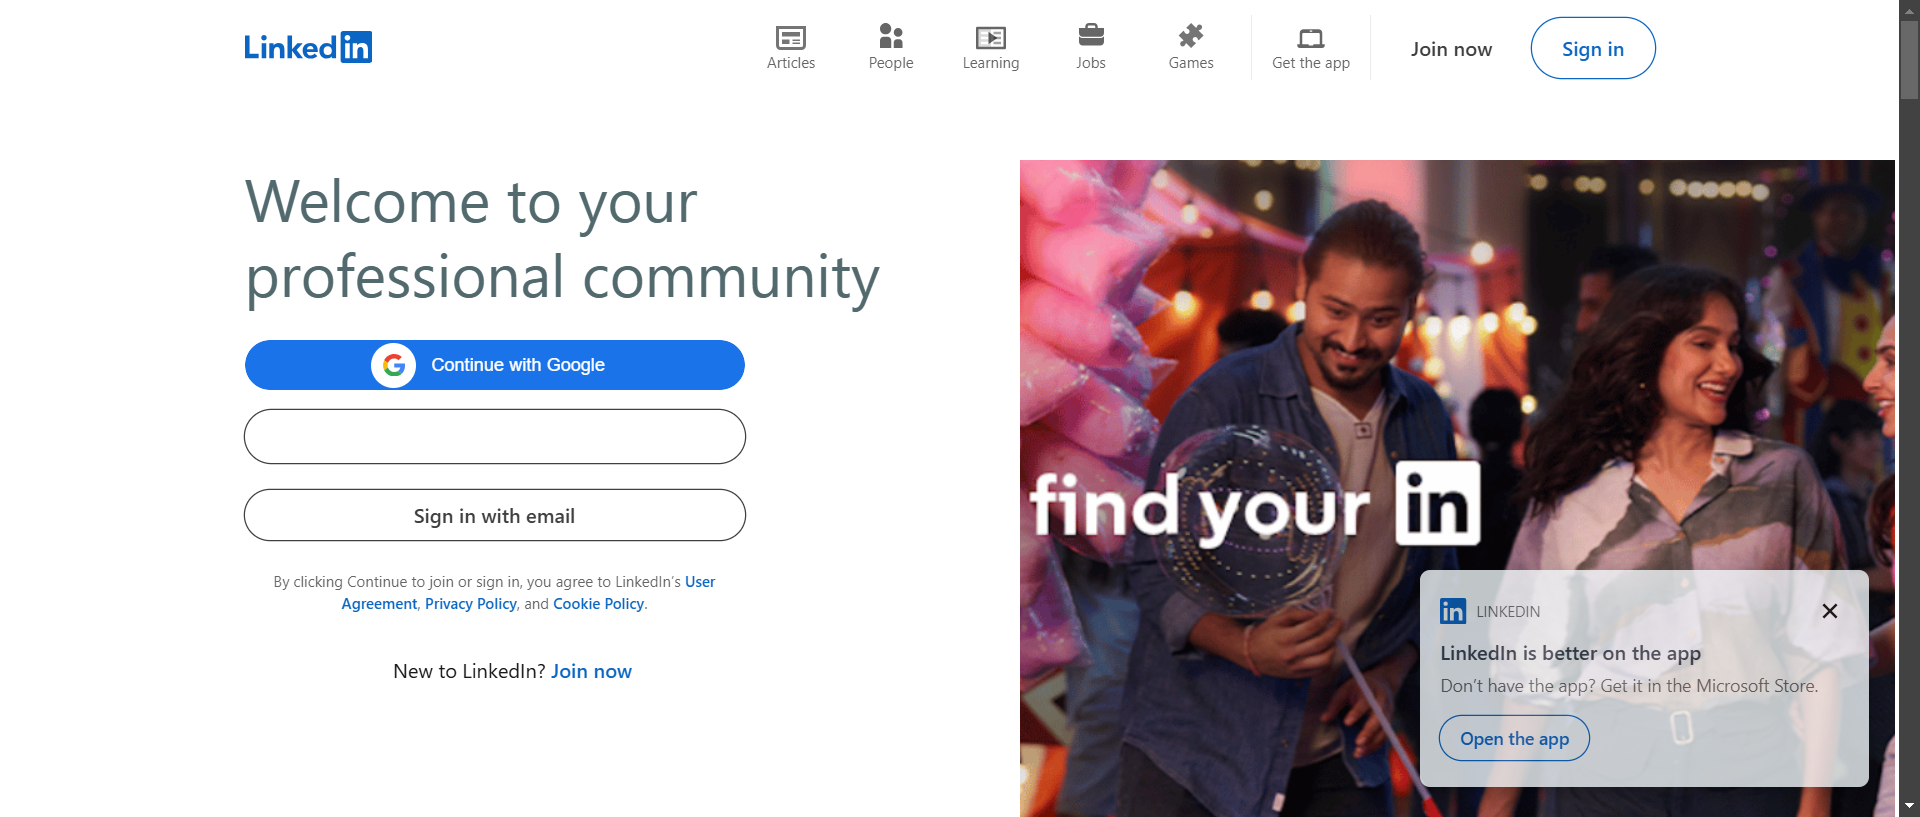 Linked in
Articles
People
Learning
Jobs
Games
Get the app
Join now
Sign in
Welcome to your
professional community
Continue with Google
Sign in with email
By clicking Continue to join or sign in, you agree to LinkedIn’s User
Agreement, Privacy Policy, and Cookie Policy.
New to LinkedIn? Join now
find your in
in LINKEDIN
LinkedIn is better on the app
Don’t have the app? Get it in the Microsoft Store.
Open the app